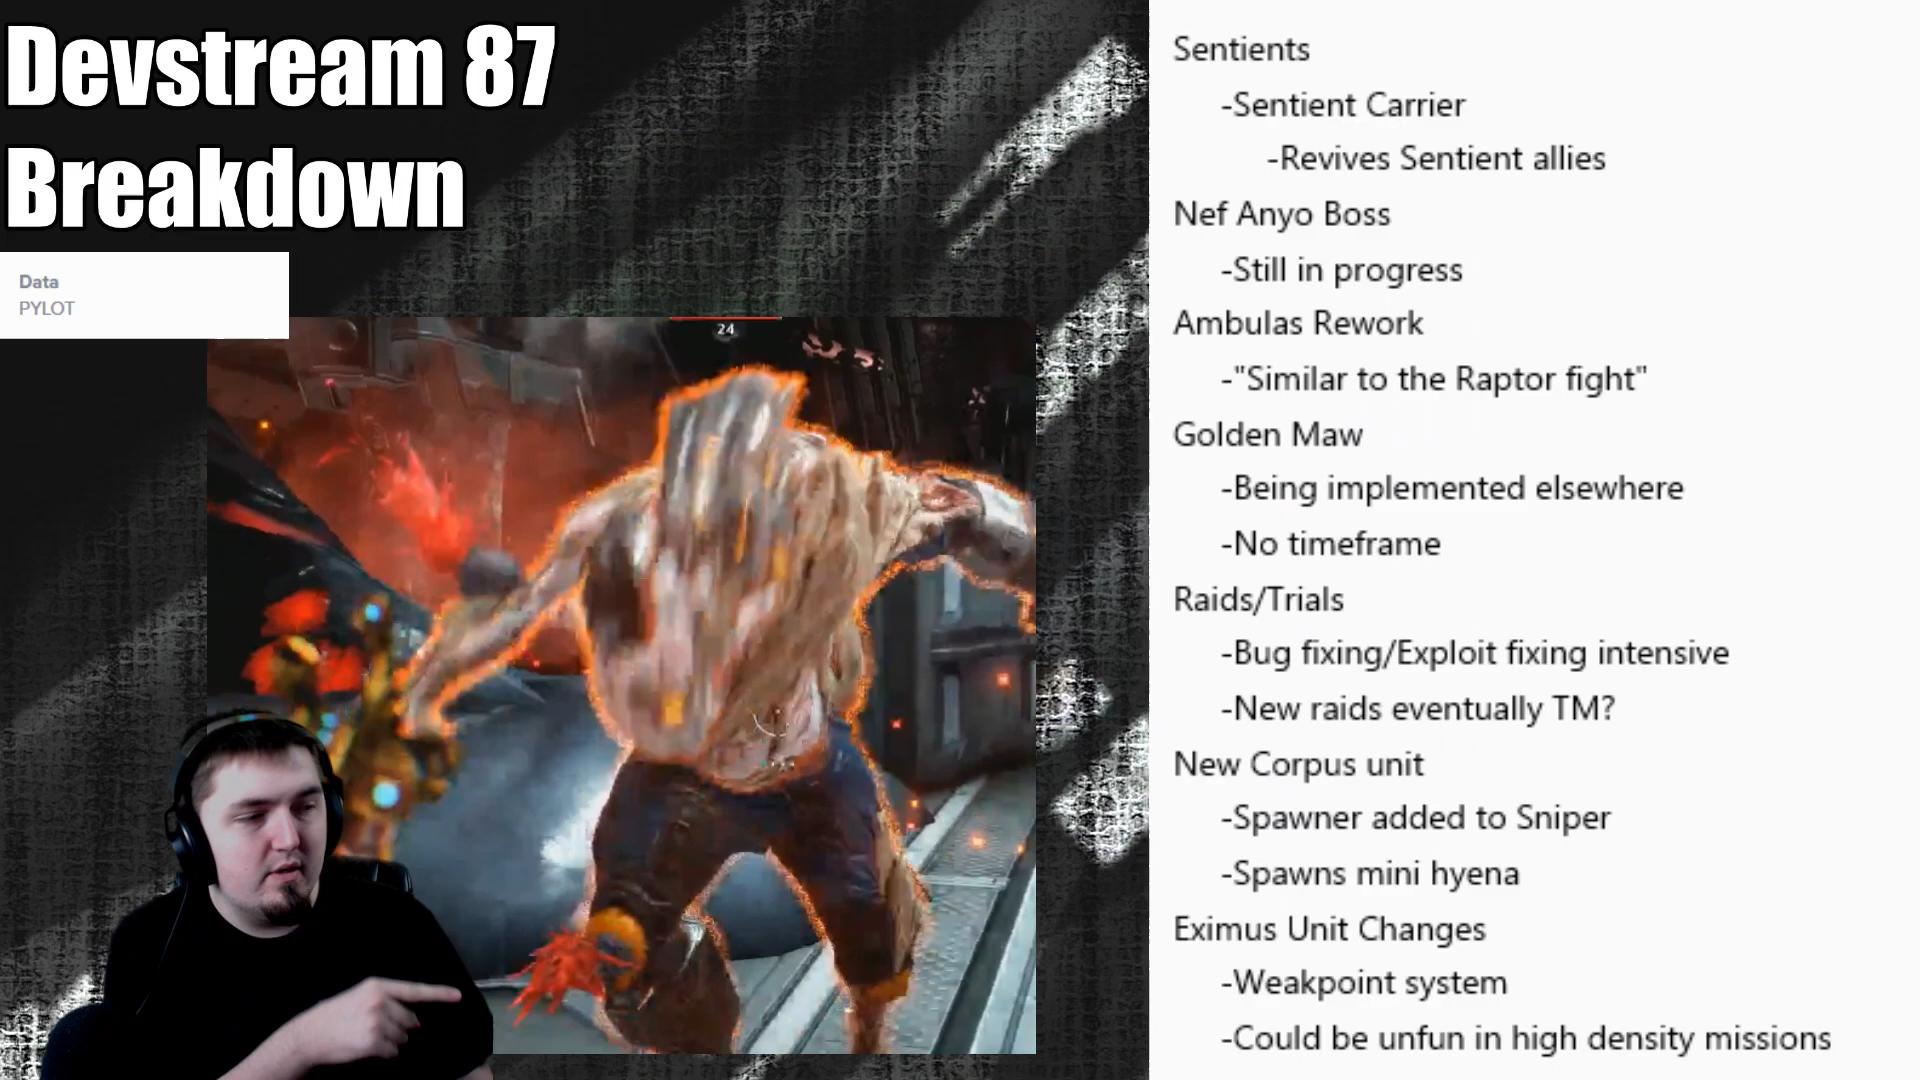 Devstream 87
Breakdown
Data
PYLOT
24
Sentients
-Sentient Carrier
-Revives Sentient allies
Nef Anyo Boss
-Still in progress
Ambulas Rework
-"Similar to the Raptor fight"
Golden Maw
-Being implemented elsewhere
-No timeframe
Raids/Trials
-Bug fixing/Exploit fixing intensive
-New raids eventually TM?
New Corpus unit
-Spawner added to Sniper
-Spawns mini hyena
Eximus Unit Changes
-Weakpoint system
-Could be unfun in high density missions